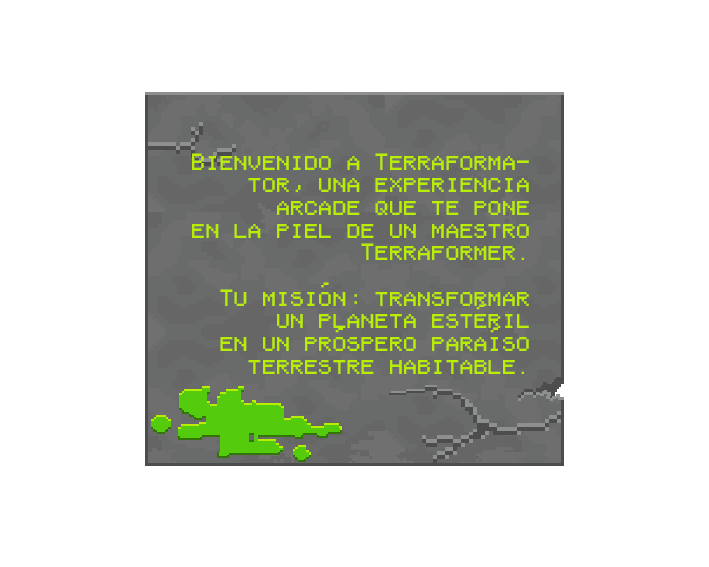 Bienvenido a Terraforma-
tor, una experiencia
arcade que te pone
en la piel de un maestro
Terraformer.
Tu misión: transformar
un planeta estéril
en un próspero paraíso
terrestre habitable.